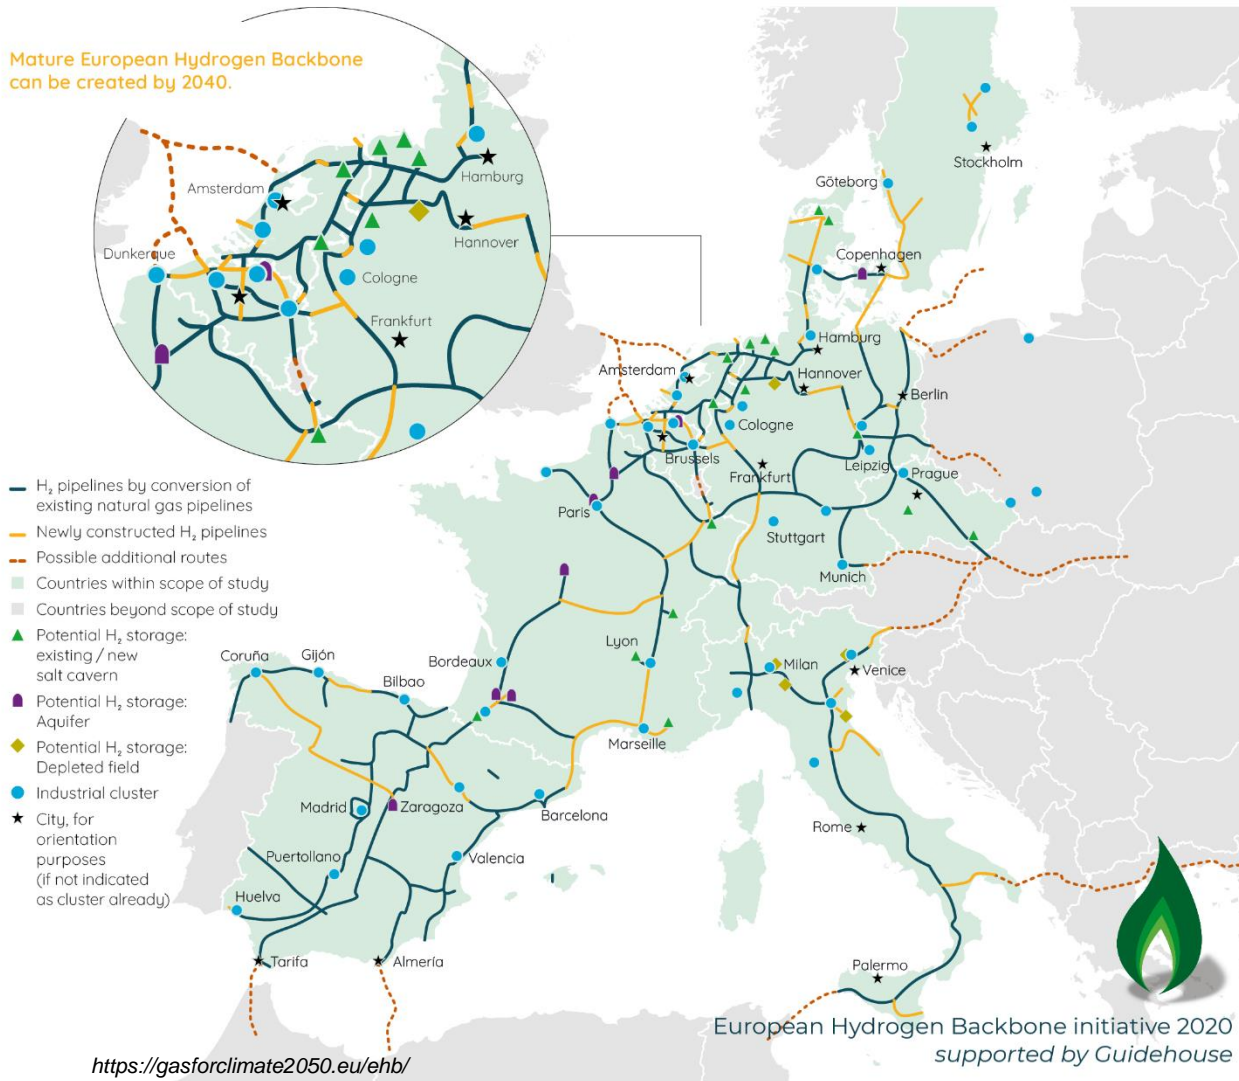 Mature European Hydrogen Backbone
can be created by 2040.
Amsterdam
Hamburg
Hannover
Dunkerque
Cologne
Frankfurt
H₂ pipelines by conversion of
existing natural gas pipelines
Newly constructed H₂ pipelines
Possible additional routes
Countries within scope of study
Countries beyond scope of study
Potential H₂ storage:
existing / new
salt cavern
Potential H₂ storage:
Aquifer
Potential H₂ storage:
Depleted field
Industrial cluster
City, for
orientation
purposes
(if not indicated
as cluster already)
Stockholm
Göteborg
Copenhagen
Hamburg
Amsterdam
Hannover
Berlin
Cologne
Brussels
Leipzig
Frankfurt
Prague
Paris
Stuttgart
Munich
Lyon
Bordeaux
Milan
Venice
Coruña
Gijón
Bilbao
Marseille
Madrid
Zaragoza
Barcelona
Rome
Puertollano
Valencia
Huelva
Palermo
Tarifa
Almería
European Hydrogen Backbone initiative 2020
supported by Guidehouse
https://gasforclimate2050.eu/ehb/